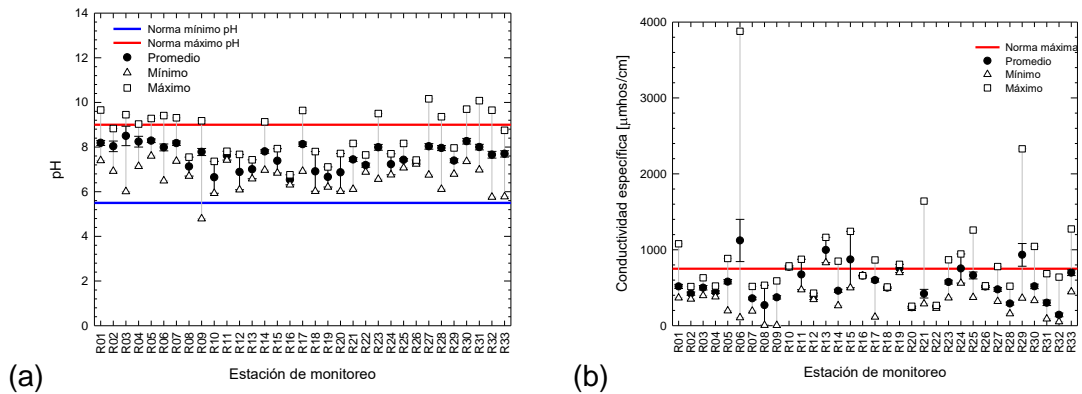 14
12
10
8
6
4
2
0
pH
Norma mínimo pH
Norma máximo pH
Promedio
Mínimo
Máximo
R01
R02
R03
R04
R05
R06
R07
R08
R09
R10
R11
R12
R13
R14
R15
R16
R17
R18
R19
R20
R21
R22
R23
R24
R25
R26
R27
R28
R29
R30
R31
R32
R33
Estación de monitoreo
(a)
4000
3000
2000
1000
0
Conductividad específica [μmhos/cm]
Norma máxima
Promedio
Mínimo
Máximo
R01
R02
R03
R04
R05
R06
R07
R08
R09
R10
R11
R12
R13
R14
R15
R16
R17
R18
R19
R20
R21
R22
R23
R24
R25
R26
R27
R28
R29
R30
R31
R32
R33
Estación de monitoreo
(b)